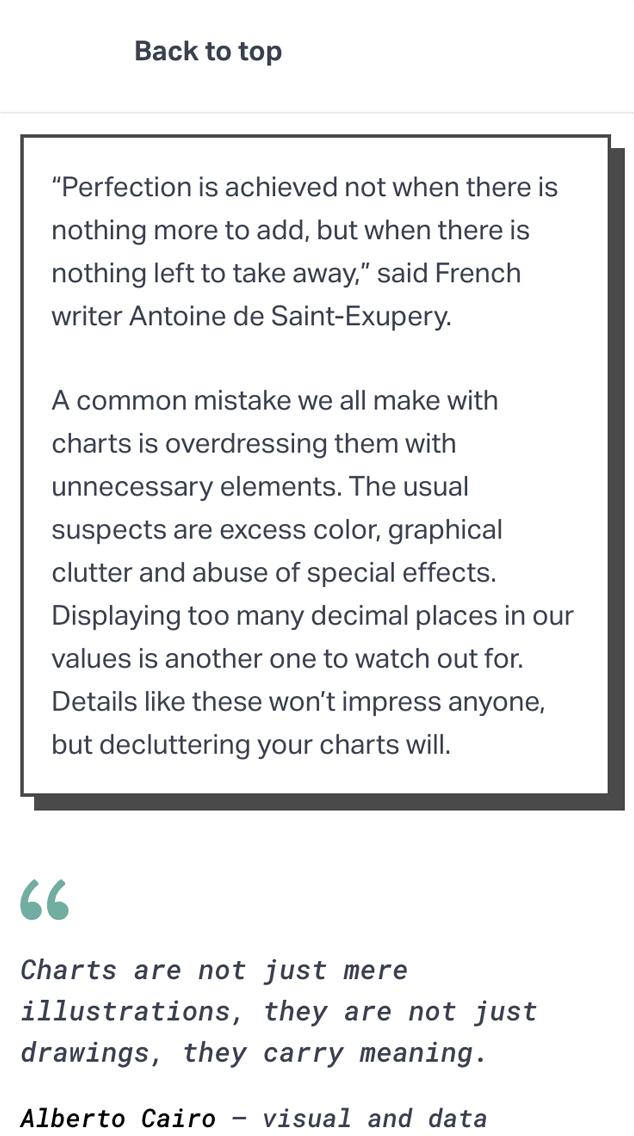 Back to top
“Perfection is achieved not when there is
nothing more to add, but when there is
nothing left to take away,” said French
writer Antoine de Saint-Exupery.
A common mistake we all make with
charts is overdressing them with
unnecessary elements. The usual
suspects are excess color, graphical
clutter and abuse of special effects.
Displaying too many decimal places in our
values is another one to watch out for.
Details like these won’t impress anyone,
but decluttering your charts will.
“
Charts are not just mere
illustrations, they are not just
drawings, they carry meaning.
Alberto Cairo – visual and data